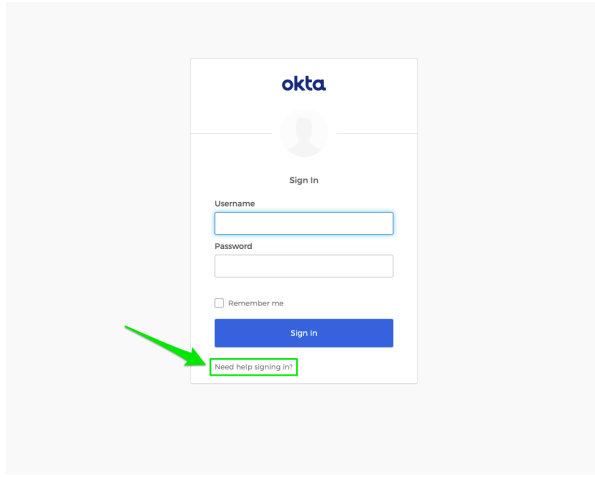 okta
Sign In
Username
Password
Remember me
Sign In
Need help signing in?